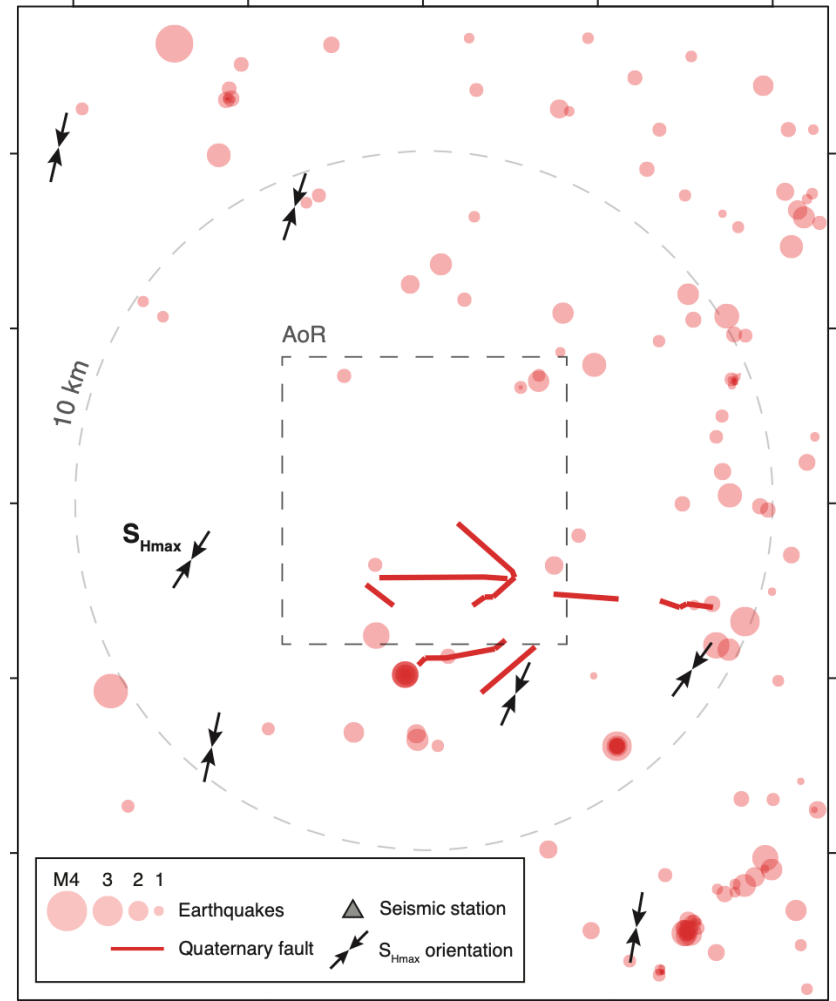 AoR
10 km
SHmax
M4 3 2 1
Earthquakes
Seismic station
Quaternary fault
SHmax orientation